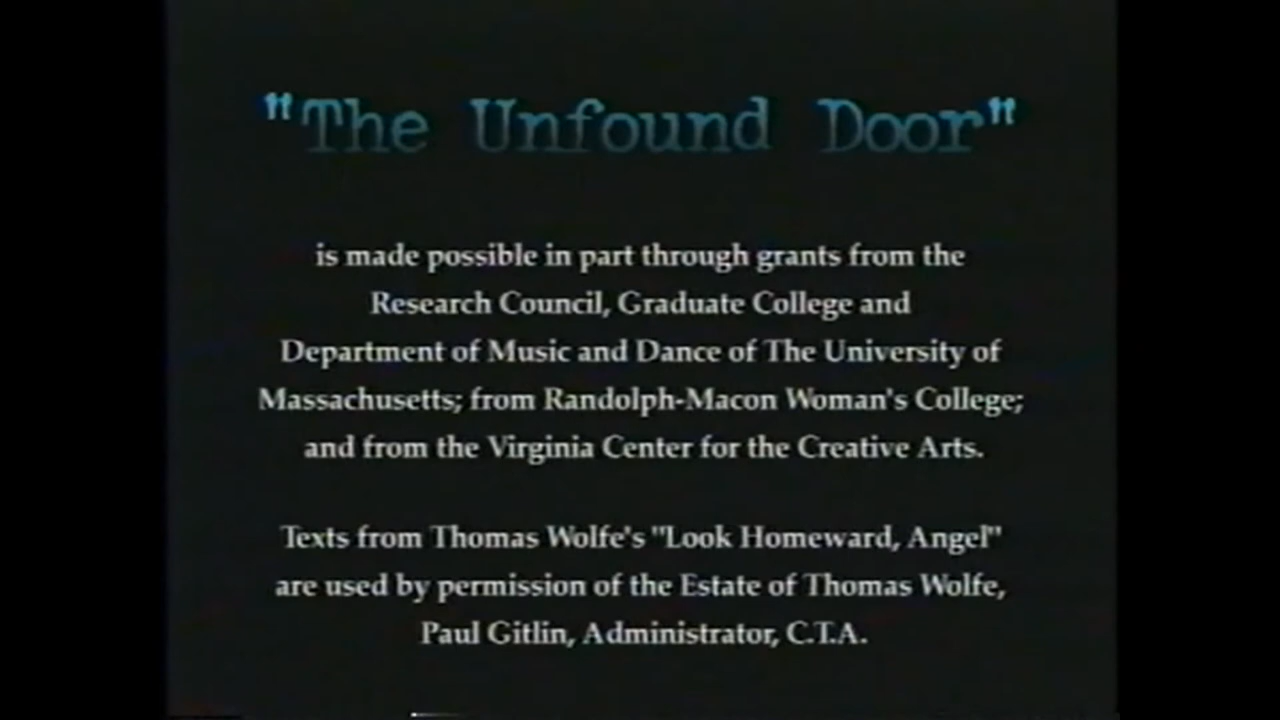 "The Unfound Door"
is made possible in part through grants from the
Research Council, Graduate College and
Department of Music and Dance of The University of
Massachusetts; from Randolph-Macon Woman's College;
and from the Virginia Center for the Creative Arts.
Texts from Thomas Wolfe's "Look Homeward, Angel"
are used by permission of the Estate of Thomas Wolfe,
Paul Gitlin, Administrator, C.T.A.